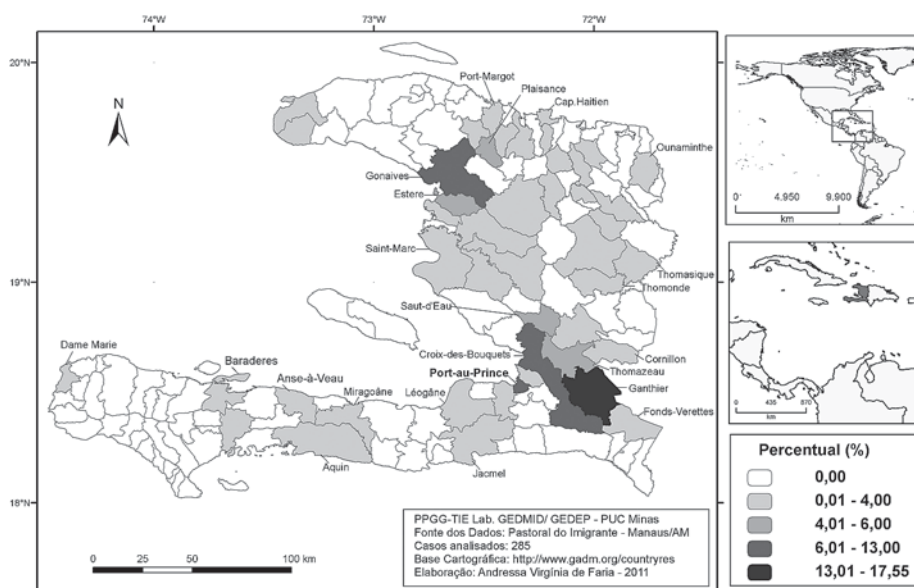 74°W
73°W
72°W
20°N
20°N
N
Port-Margot
Plaisance
Cap.Haitien
Ounaminthe
Gonaives
Estere
Saint-Marc
19°N
19°N
Thomasique
Thomonde
Saut-d'Eau
Dame Marie
Baraderes
Croix-des-Bouquets
Cornillon
Thomazeau
Anse-à-Veau
Port-au-Prince
Ganthier
Miragoâne
Léogâne
Fonds-Verettes
Aquin
Jacmel
18°N
18°N
0 25 50 100 km
PPGG-TIE Lab. GEDMID/ GEDEP - PUC Minas
Fonte dos Dados: Pastoral do Imigrante - Manaus/AM
Casos analisados: 285
Base Cartográfica: http://www.gadm.org/countryres
Elaboração: Andressa Virgínia de Faria - 2011
0 4.950 9.900
km
0 435 870
km
Percentual (%)
0,00
0,01 - 4,00
4,01 - 6,00
6,01 - 13,00
13,01 - 17,55